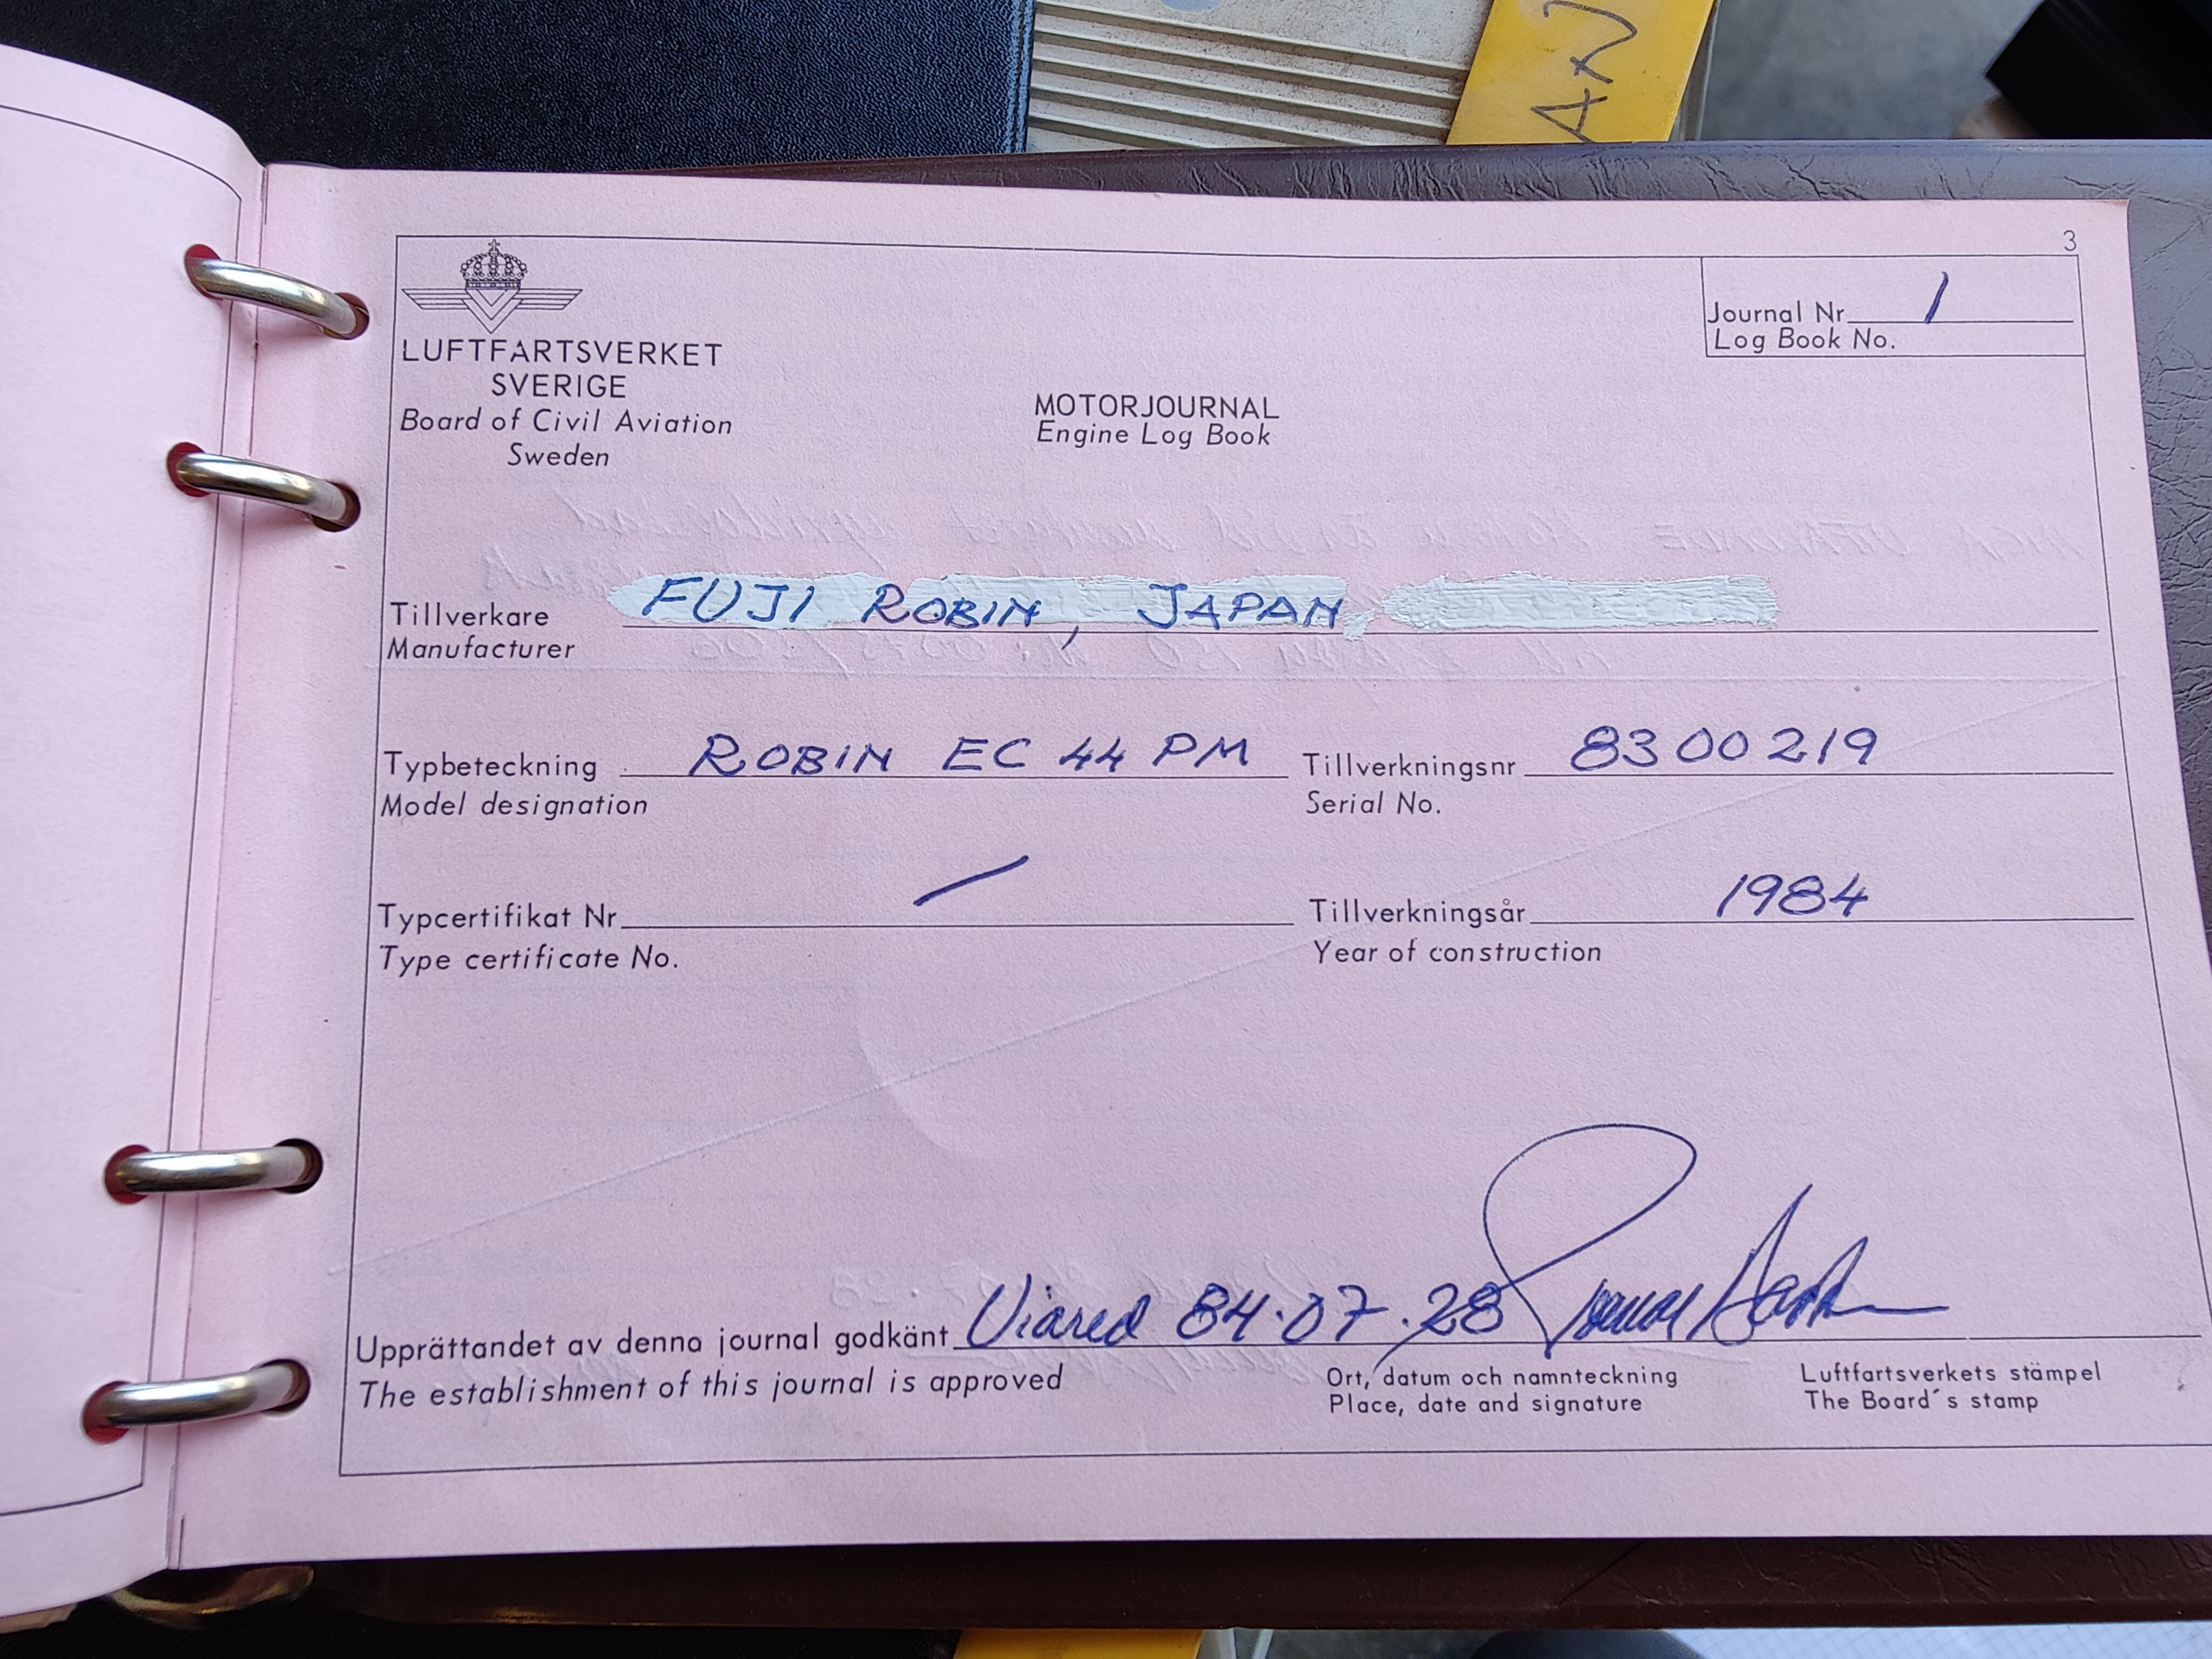 AN
3
Journal Nr 1
Log Book No.
LUFTFARTSVERKET
SVERIGE
Board of Civil Aviation
Sweden
MOTORJOURNAL
Engine Log Book
Tillverkare FUJI ROBIN, JAPAN
Manufacturer
Typbeteckning ROBIN EC 44 PM Tillverkningsnr 8300219
Model designation Serial No.
Typcertifikat Nr / Tillverkningsår 1984
Type certificate No. Year of construction
Upprättandet av denna journal godkänt Viared 84.07.28
The establishment of this journal is approved
Ort, datum och namnteckning Luftfartsverkets stämpel
Place, date and signature The Board´s stamp